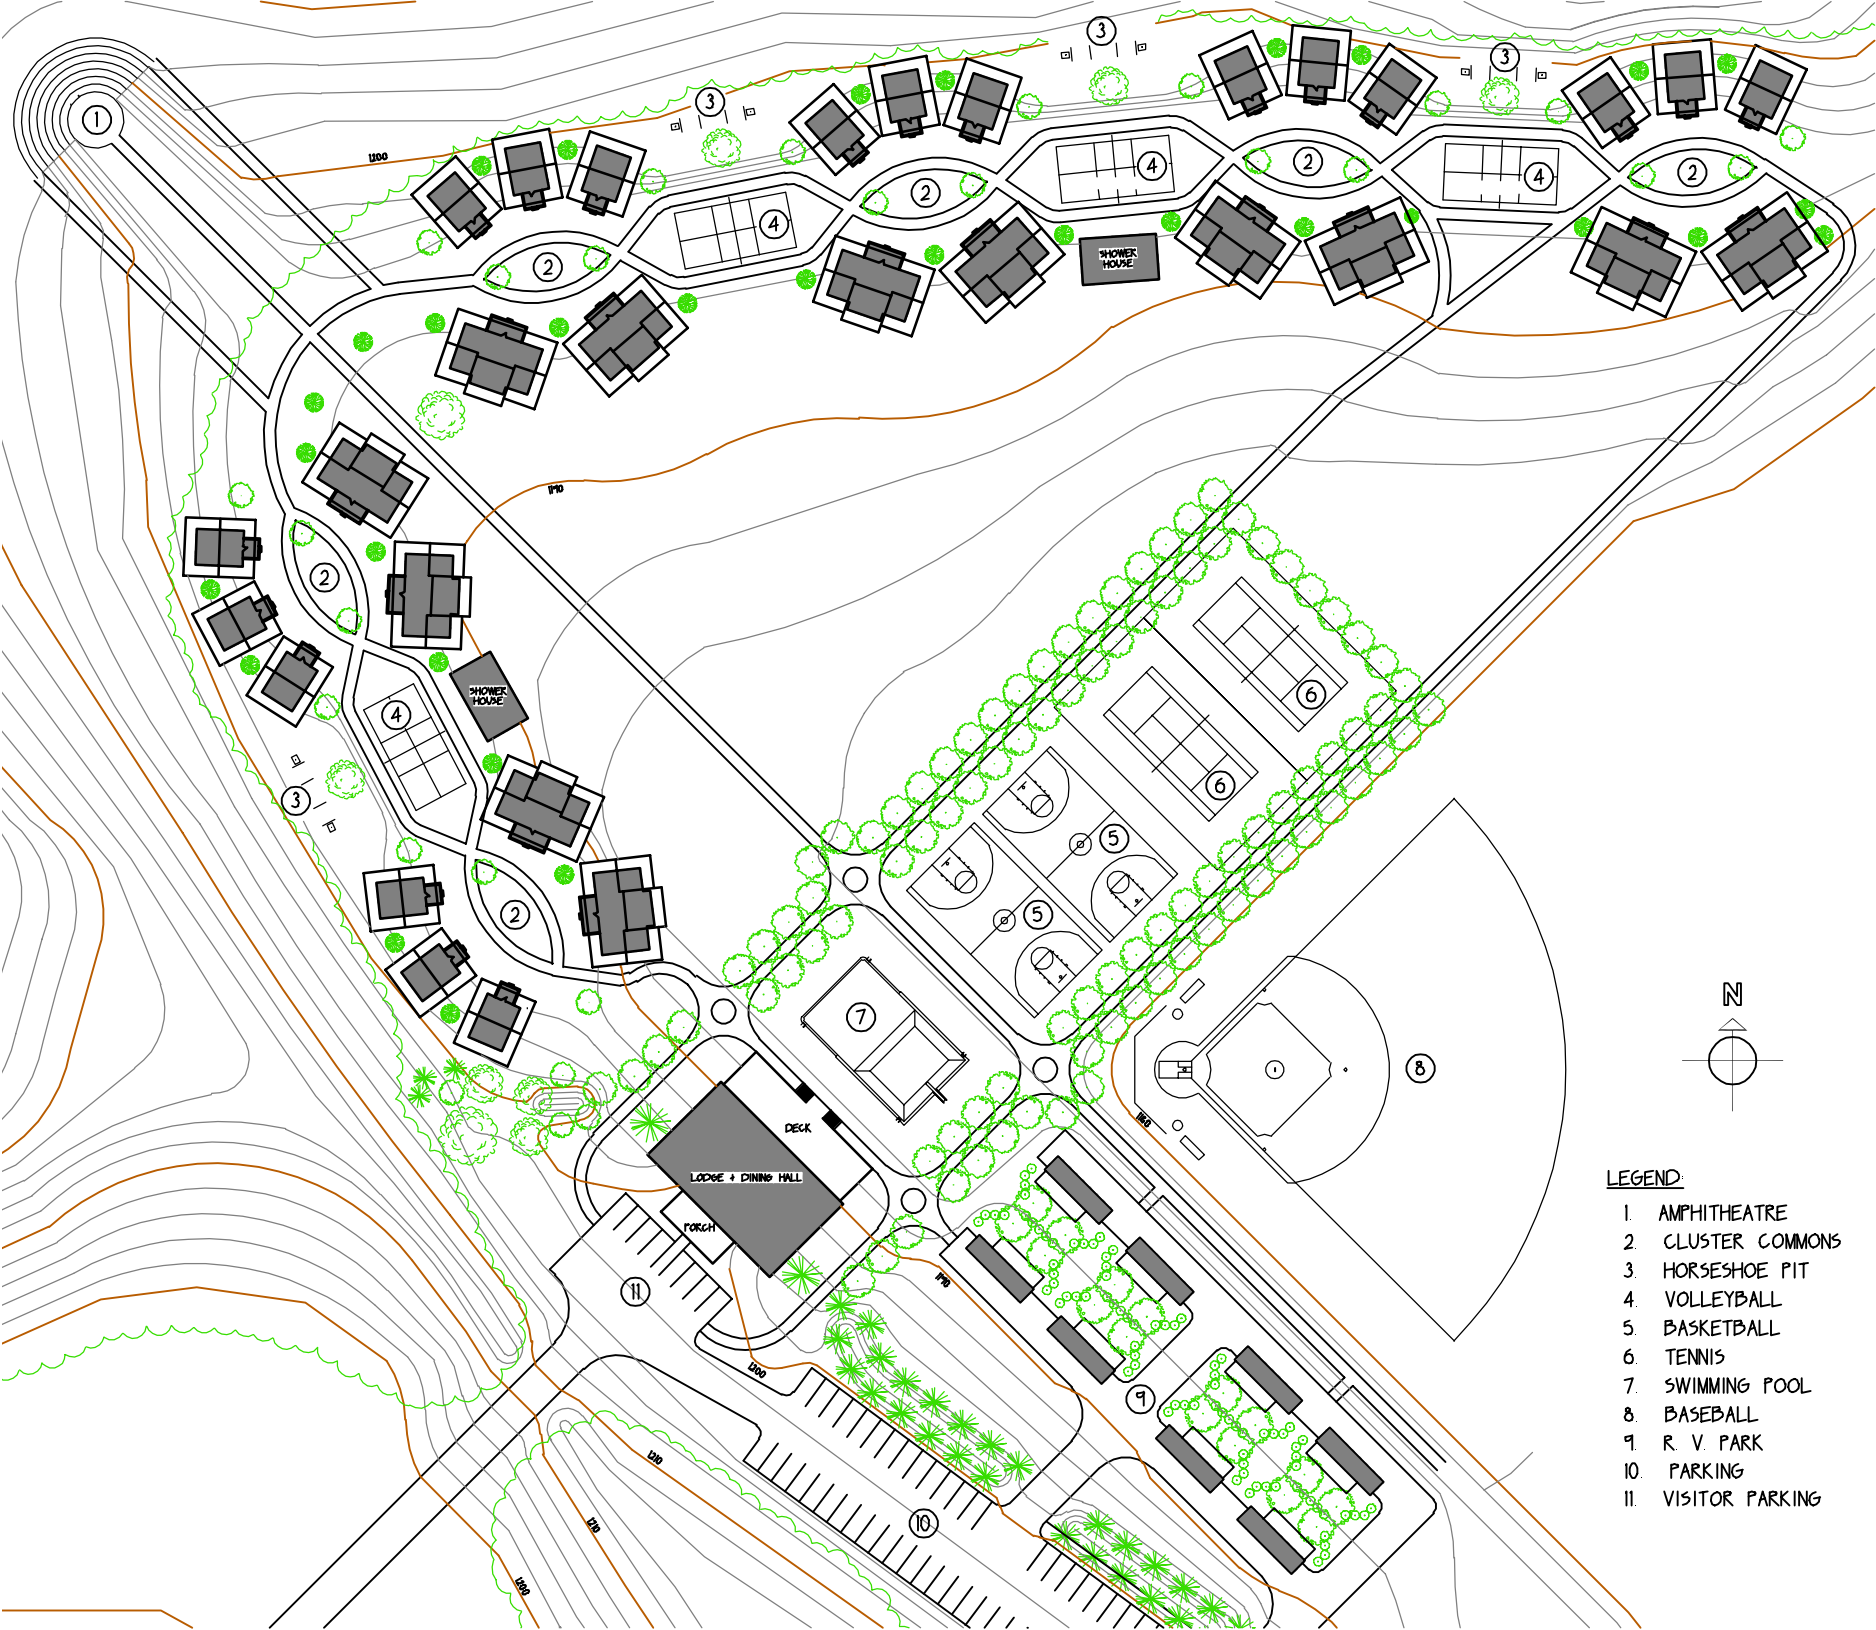 3
3
3
1
1200
4
2
4
2
4
2
4
2
SHOWER
HOUSE
2
1190
2
SHOWER
HOUSE
4
3
6
6
5
5
2
7
8
N
1180
DECK
LODGE + DINING HALL
PORCH
11
1190
1200
9
1210
10
1210
1200
LEGEND:
1. AMPHITHEATRE
2. CLUSTER COMMONS
3. HORSESHOE PIT
4. VOLLEYBALL
5. BASKETBALL
6. TENNIS
7. SWIMMING POOL
8. BASEBALL
9. R. V. PARK
10. PARKING
11. VISITOR PARKING